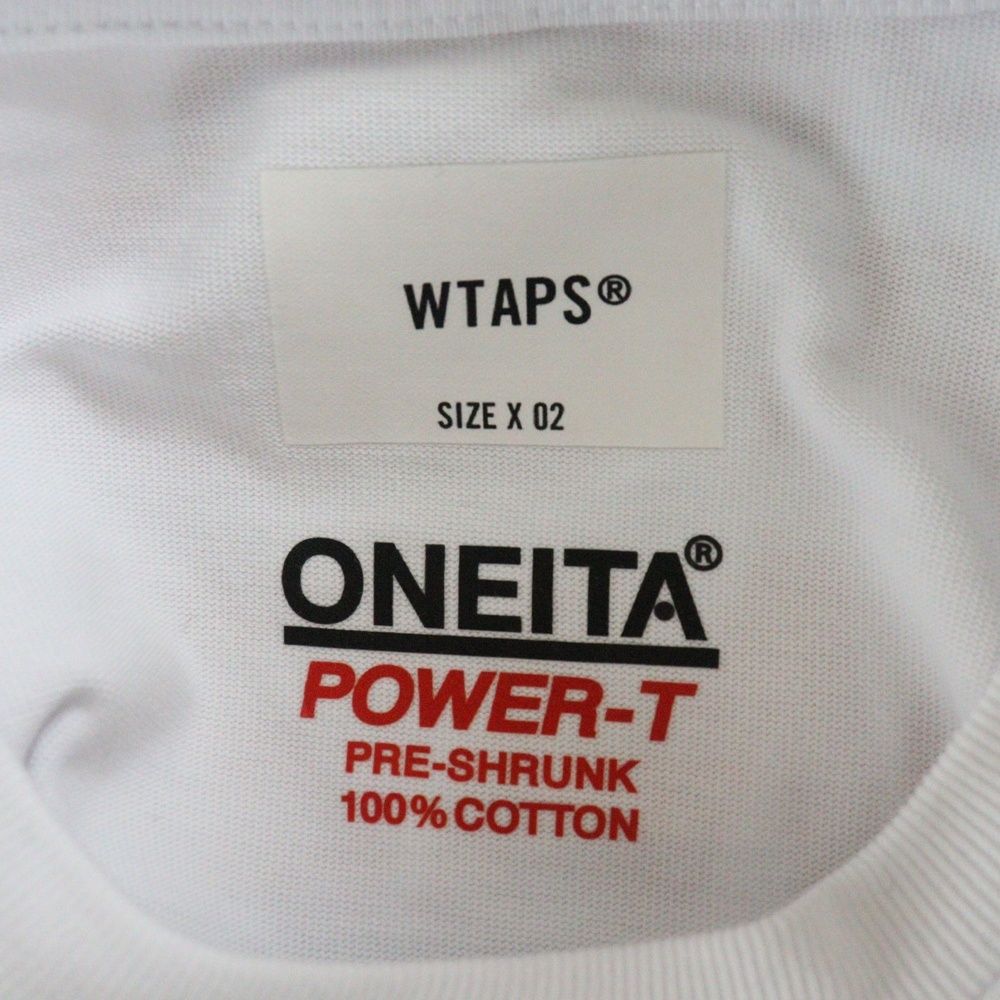 WTAPS®
SIZE X 02
ONEITA®
POWER-T
PRE-SHRUNK
100% COTTON